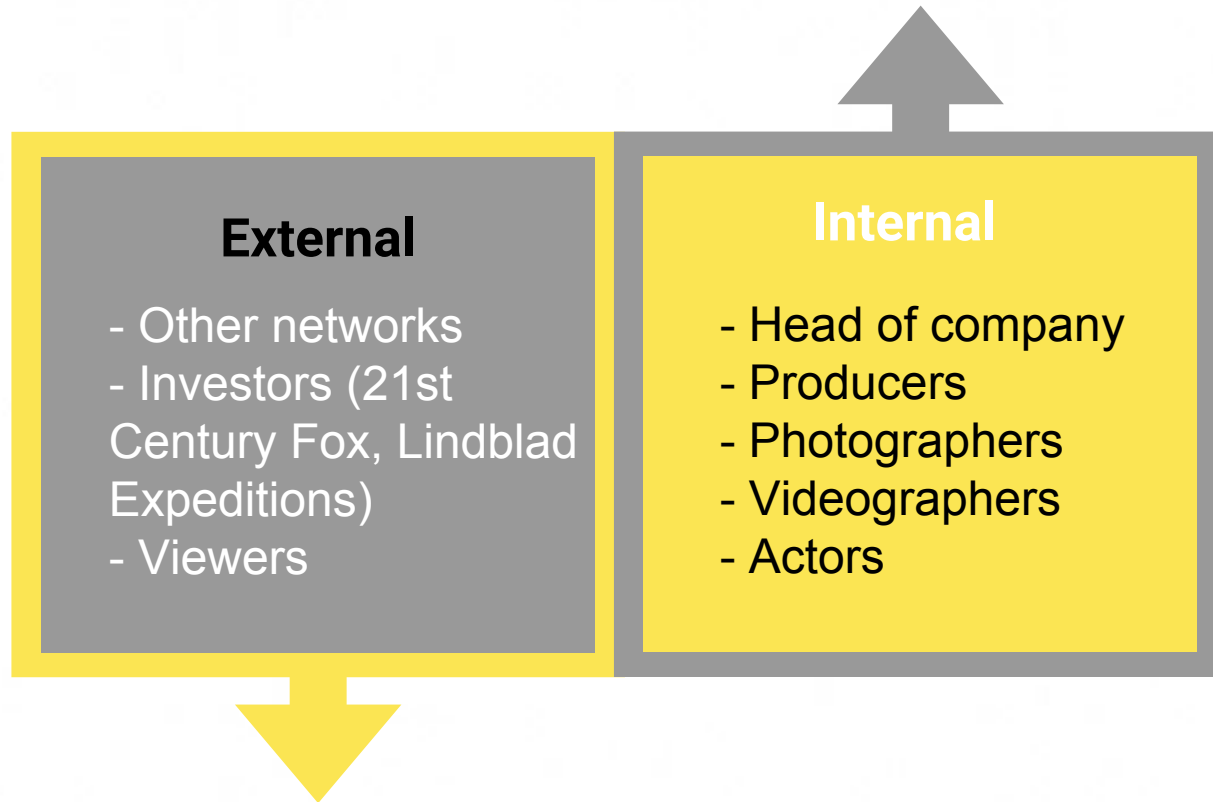 External
- Other networks
- Investors (21st
Century Fox, Lindblad
Expeditions)
- Viewers
Internal
- Head of company
- Producers
- Photographers
- Videographers
- Actors